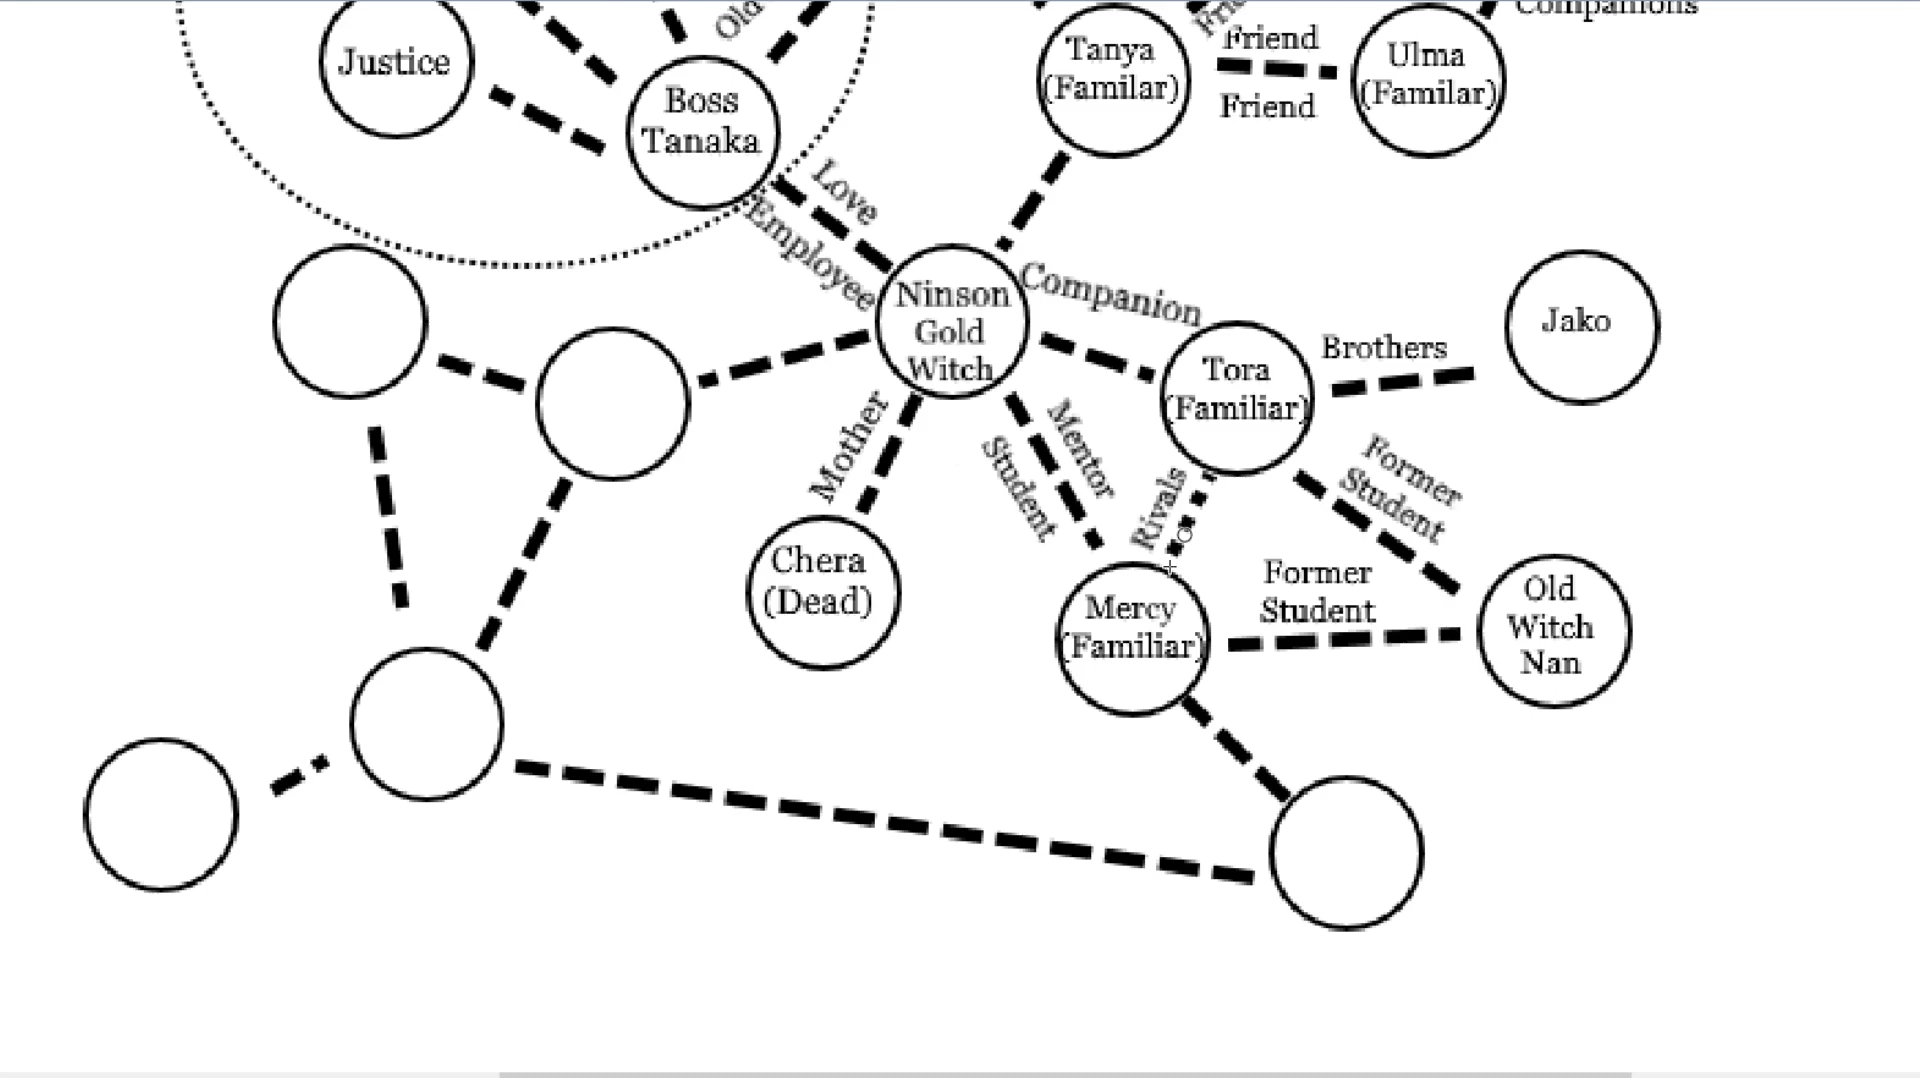 Companions
Old
Justice
Boss
Tanaka
Tanya
(Familar)
Friend
Friend
Ulma
(Familar)
Love
Employee
Ninson
Gold
Witch
Companion
Tora
(Familiar)
Brothers
Jako
Mother
Mentor
Student
Rivals
Former
Student
Chera
(Dead)
Mercy
(Familiar)
Former
Student
Old
Witch
Nan